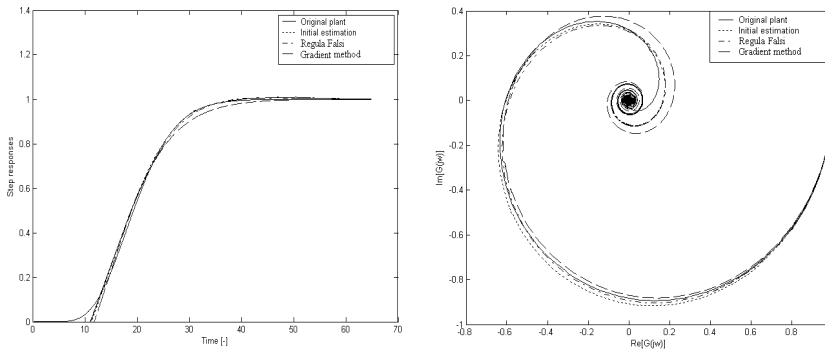 1.4
1.2
1
0.8
0.6
0.4
0.2
0
Step responses
0
10
20
30
40
50
60
70
Time [-]
Original plant
Initial estimation
Regula Falsi
Gradient method
0.4
0.2
0
-0.2
-0.4
-0.6
-0.8
-1
Im[G(jw)]
-0.8
-0.6
-0.4
-0.2
0
0.2
0.4
0.6
0.8
Re[G(jw)]
Original plant
Initial estimation
Regula Falsi
Gradient method